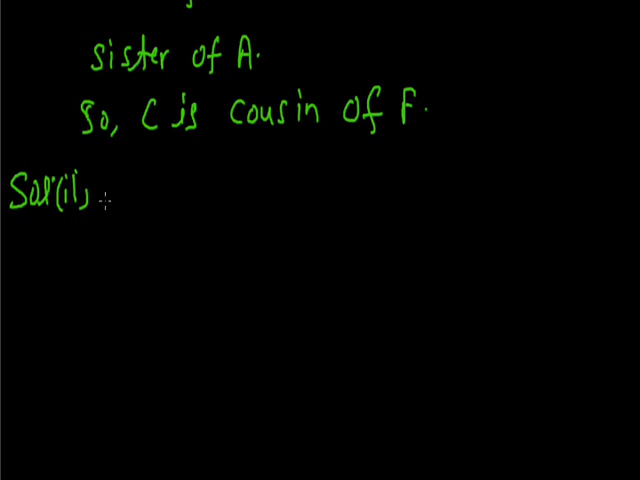 sister of A.
So, C is cousin of F.
Sol(ii)